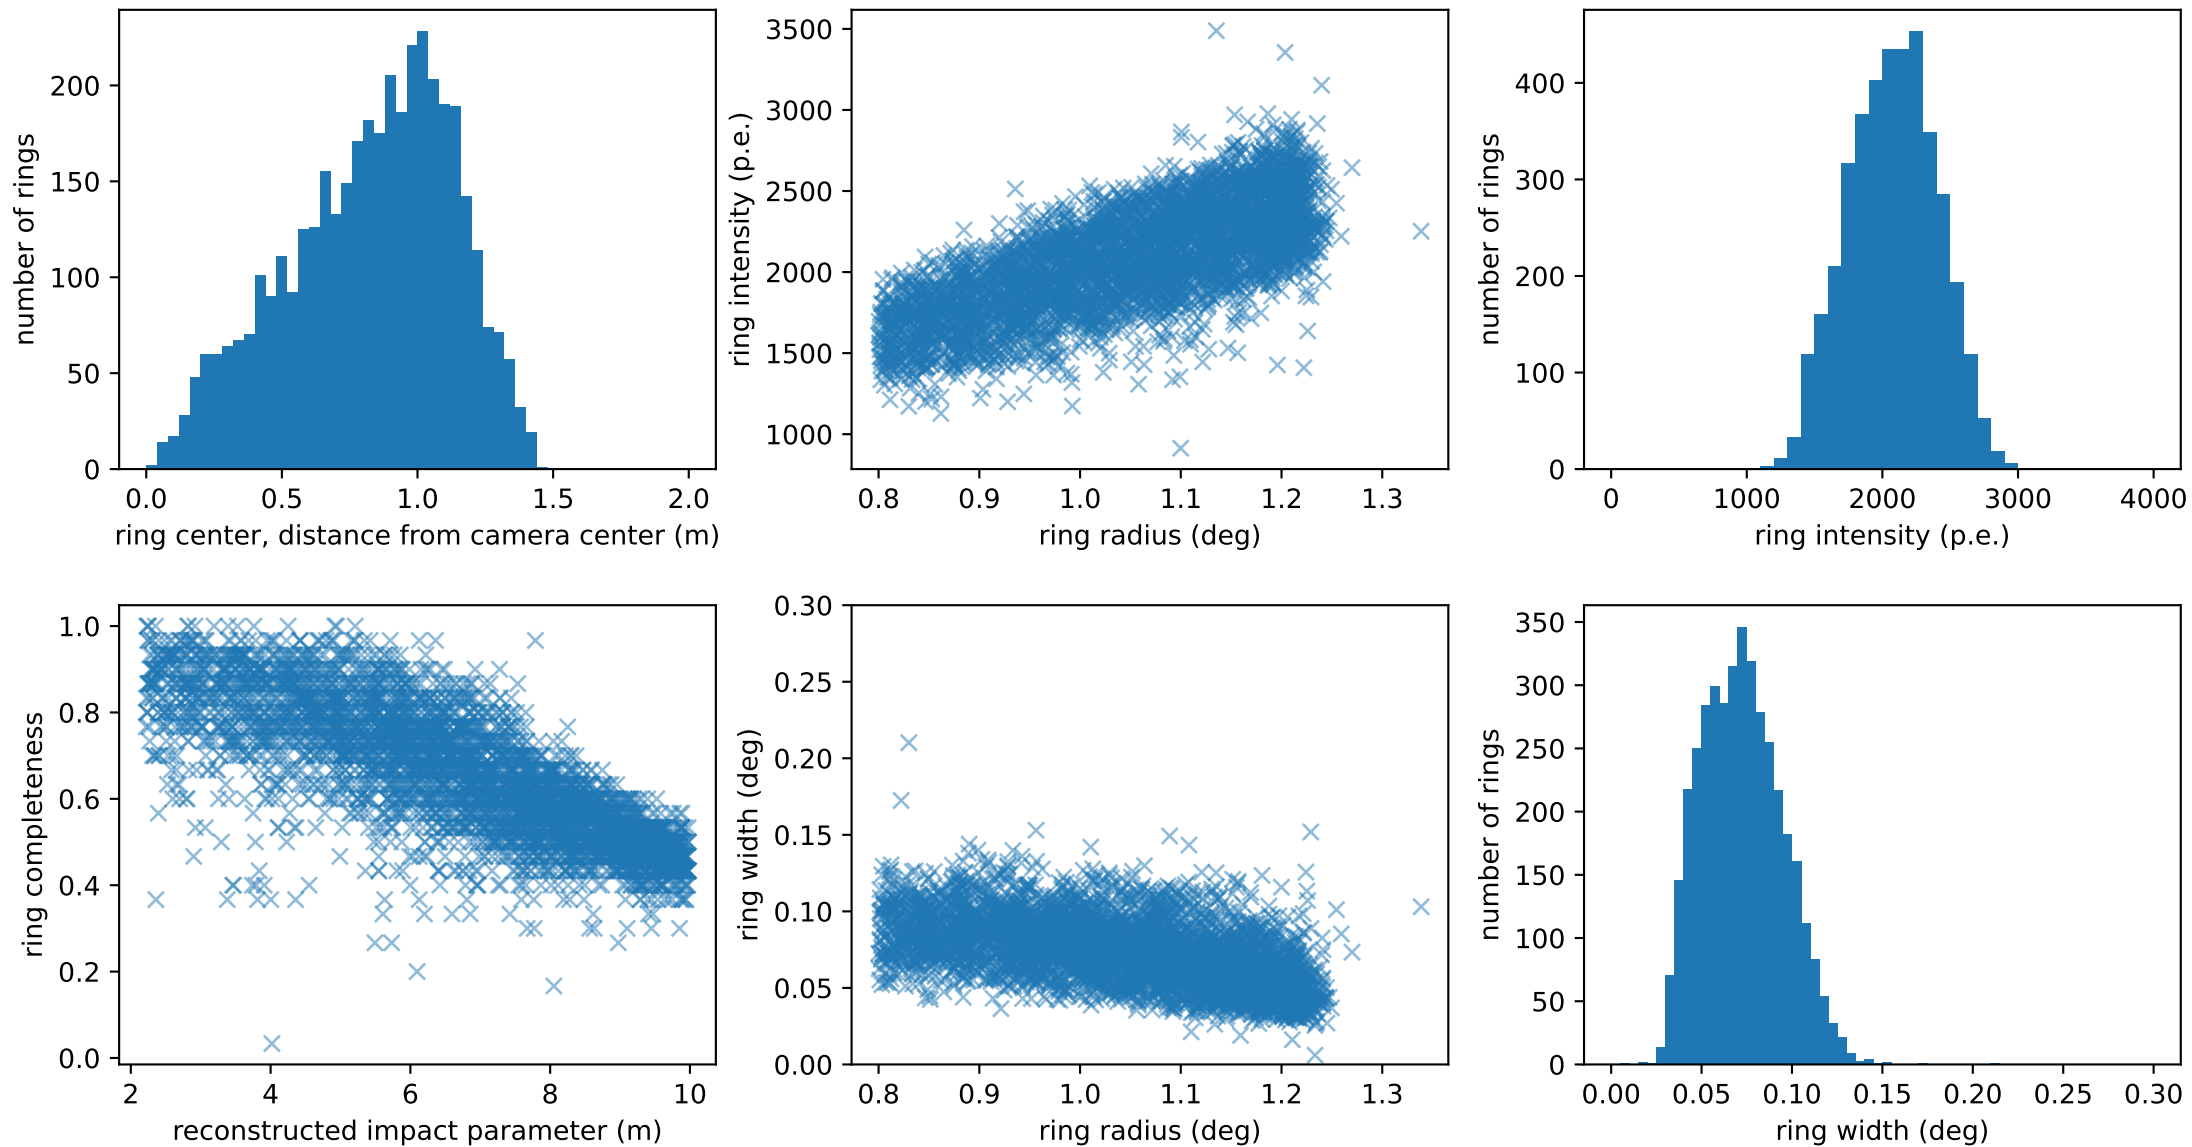 number of rings
200
150
100
50
0
0.0 0.5 1.0 1.5 2.0
ring center, distance from camera center (m)
ring intensity (p.e.)
3500
3000
2500
2000
1500
1000
0.8 0.9 1.0 1.1 1.2 1.3
ring radius (deg)
number of rings
400
300
200
100
0
0 1000 2000 3000 4000
ring intensity (p.e.)
ring completeness
1.0
0.8
0.6
0.4
0.2
0.0
2 4 6 8 10
reconstructed impact parameter (m)
ring width (deg)
0.30
0.25
0.20
0.15
0.10
0.05
0.00
0.8 0.9 1.0 1.1 1.2 1.3
ring radius (deg)
number of rings
350
300
250
200
150
100
50
0
0.00 0.05 0.10 0.15 0.20 0.25 0.30
ring width (deg)